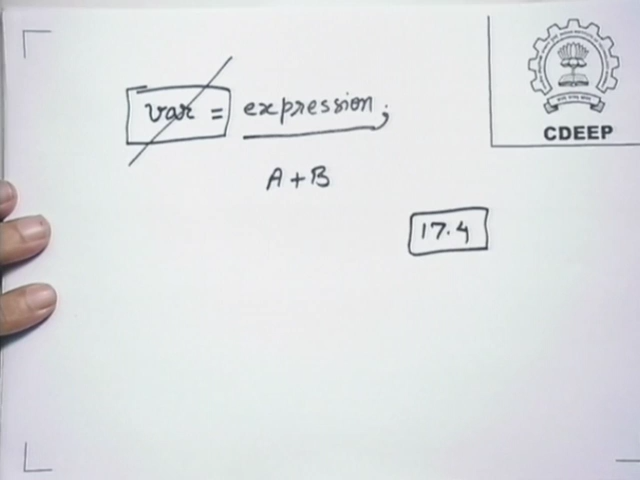 var = expression;
A + B
17.4
CDEEP